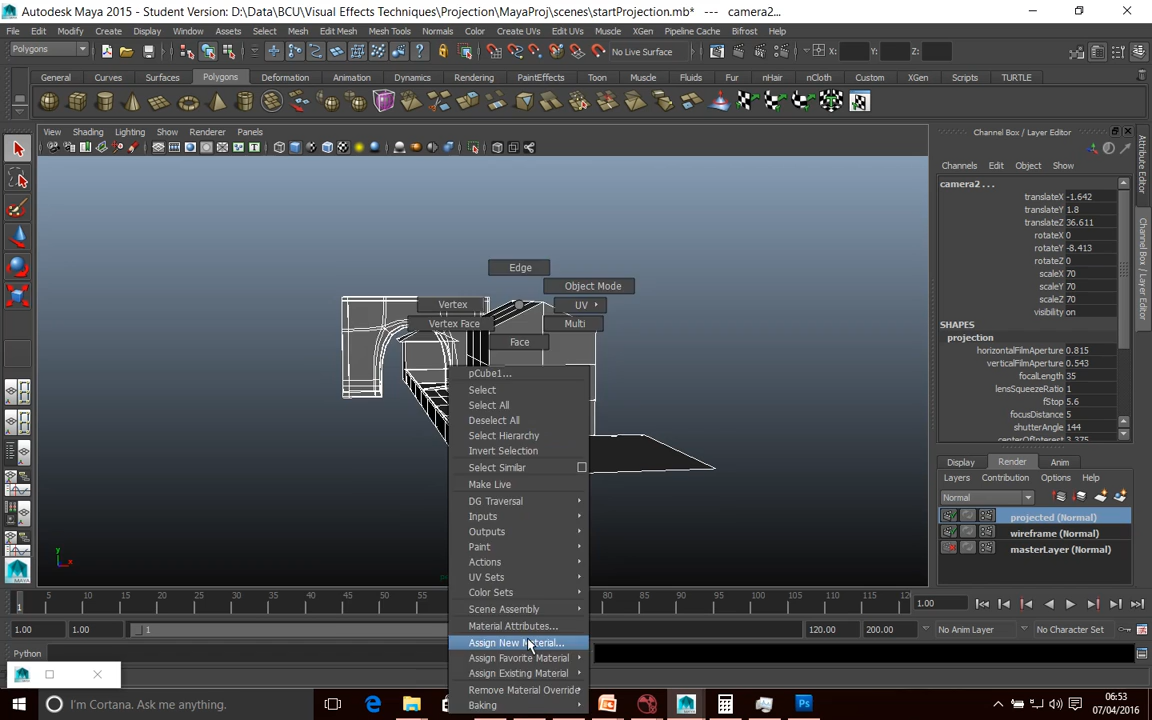 Autodesk Maya 2015 - Student Version: D:\Data\BCU\Visual Effects Techniques\Projection\MayaProj\scenes\startProjection.mb* --- camera2...
File Edit Modify Create Display Window Assets Select Mesh Edit Mesh Mesh Tools Normals Color Create UVs Edit UVs Muscle XGen Pipeline Cache Bifrost Help
Polygons No Live Surface X: Y: Z:
General Curves Surfaces Polygons Deformation Animation Dynamics Rendering PaintEffects Toon Muscle Fluids Fur nHair nCloth Custom XGen Scripts TURTLE
View Shading Lighting Show Renderer Panels
Channel Box / Layer Editor
Channels Edit Object Show
camera2...
translateX -1.642
translateY 1.8
translateZ 36.611
rotateX 0
rotateY -8.413
rotateZ 0
scaleX 70
scaleY 70
scaleZ 70
visibility on
SHAPES
projection
horizontalFilmAperture 0.815
verticalFilmAperture 0.543
focalLength 35
lensSqueezeRatio 1
fStop 5.6
focusDistance 5
shutterAngle 144
centerOfInterest 3.375
Attribute Editor
Channel Box / Layer Editor
Edge
Object Mode
Vertex UV
Vertex Face Multi
Face
pCube1...
Select
Select All
Deselect All
Select Hierarchy
Invert Selection
Select Similar
Make Live
DG Traversal
Inputs
Outputs
Paint
Actions
UV Sets
Color Sets
Scene Assembly
Material Attributes...
Assign New Material...
Assign Favorite Material
Assign Existing Material
Remove Material Override
Baking
Display Render Anim
Layers Contribution Options Help
Normal
projected (Normal)
wireframe (Normal)
masterLayer (Normal)
y
z
1 5 10 15 20 25 30 35 40 45 50 55 60 80 85 90 95 100 105 110 115 120 1.00
1.00 1.00 1 120.00 200.00 No Anim Layer No Character Set
Python
I'm Cortana. Ask me anything.
06:53
07/04/2016